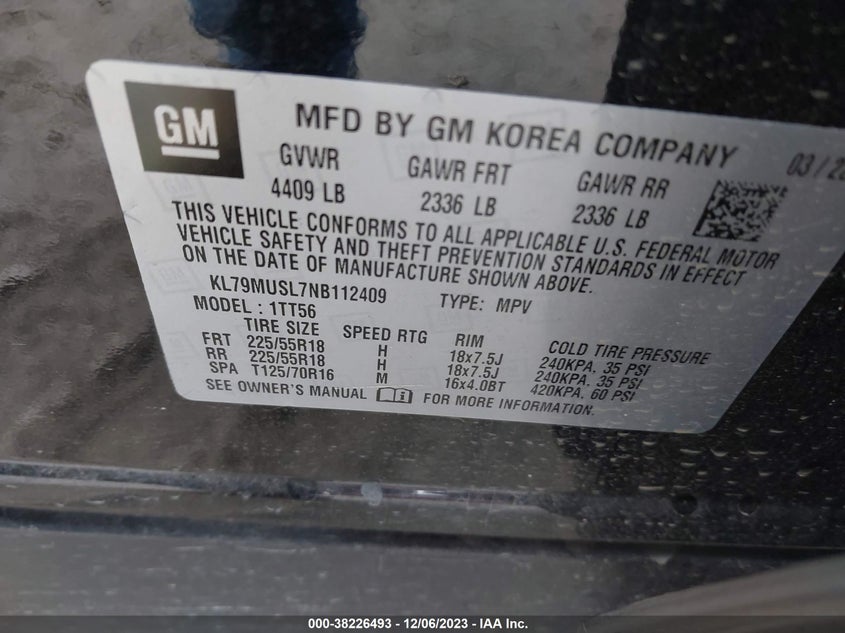 GM
MFD BY GM KOREA COMPANY
03 / 20
GVWR GAWR FRT GAWR RR
4409 LB 2336 LB 2336 LB
THIS VEHICLE CONFORMS TO ALL APPLICABLE U.S. FEDERAL MOTOR
VEHICLE SAFETY AND THEFT PREVENTION STANDARDS IN EFFECT
ON THE DATE OF MANUFACTURE SHOWN ABOVE.
KL79MUSL7NB112409 TYPE: MPV
MODEL : 1TT56
TIRE SIZE SPEED RTG RIM COLD TIRE PRESSURE
FRT 225/55R18 H 18x7.5J 240KPA. 35 PSI
RR 225/55R18 H 18x7.5J 240KPA. 35 PSI
SPA T125/70R16 M 16x4.0BT 420KPA. 60 PSI
SEE OWNER'S MANUAL FOR MORE INFORMATION.
000-38226493 - 12/06/2023 - IAA Inc.